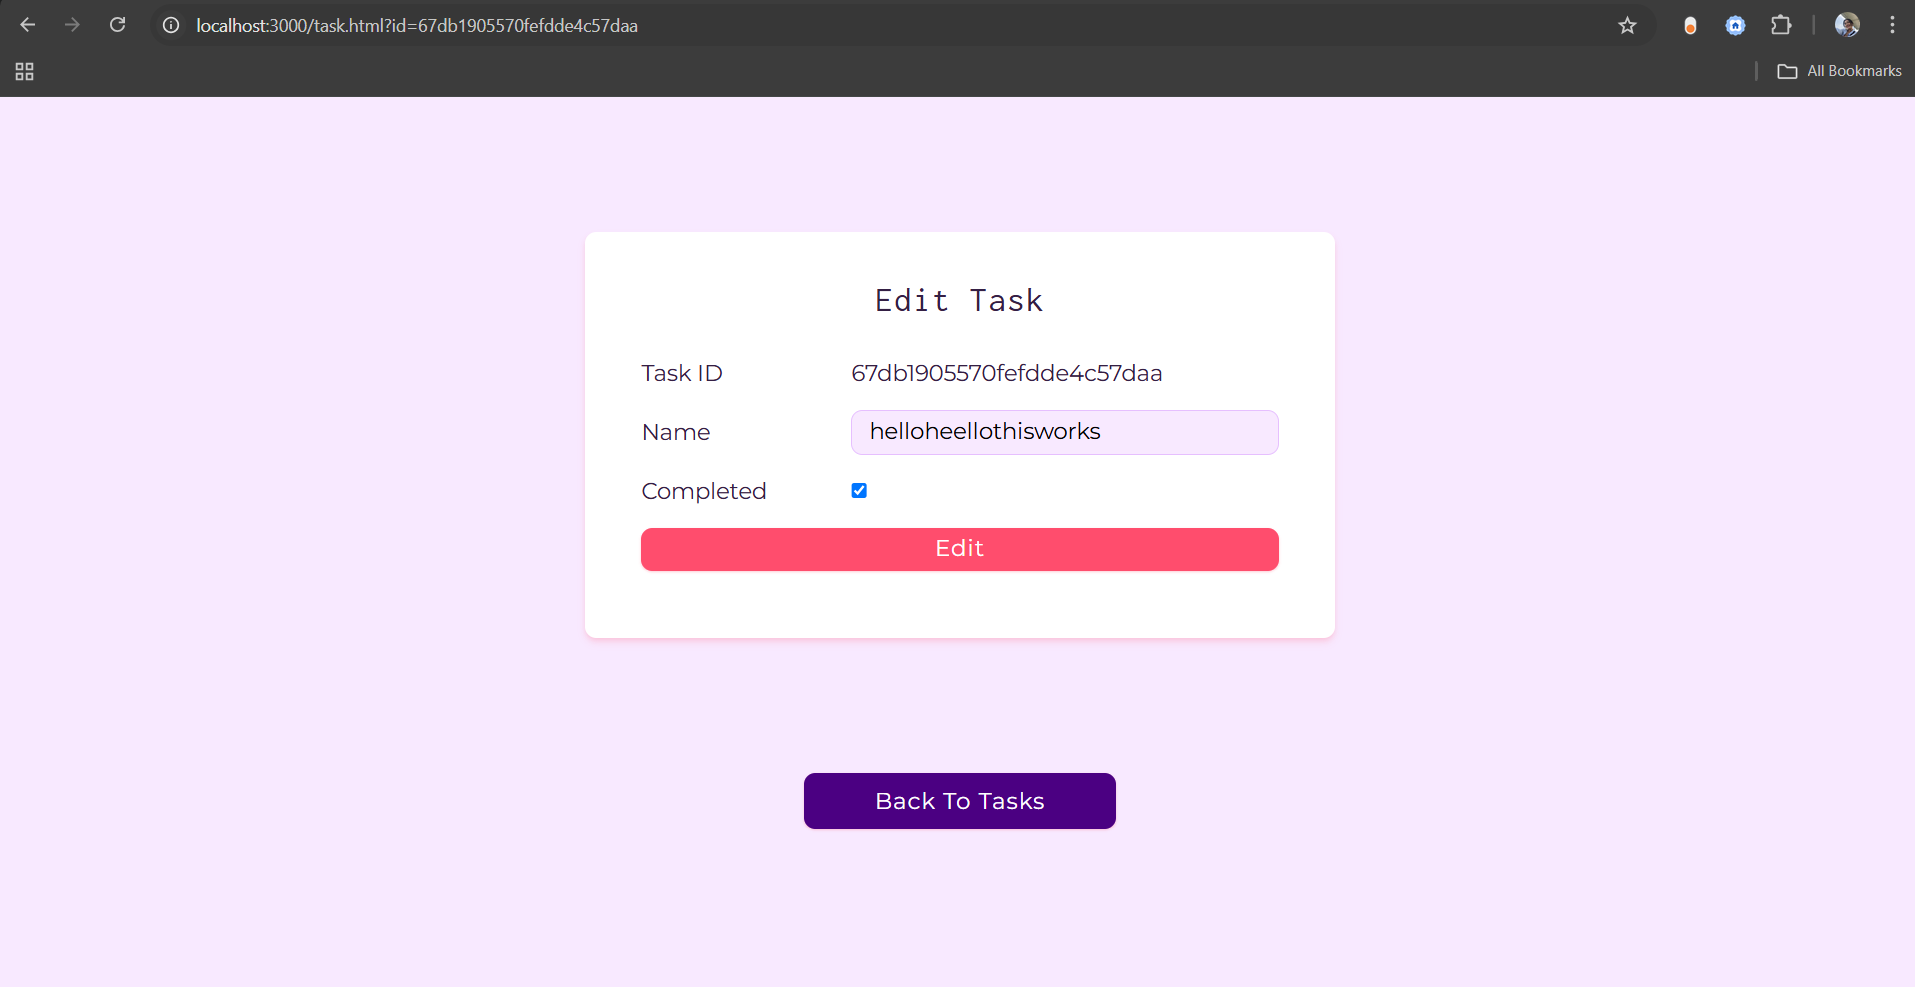 localhost:3000/task.html?id=67db1905570fefdde4c57daa
All Bookmarks
Edit Task
Task ID 67db1905570fefdde4c57daa
Name helloheellothisworks
Completed
Edit
Back To Tasks